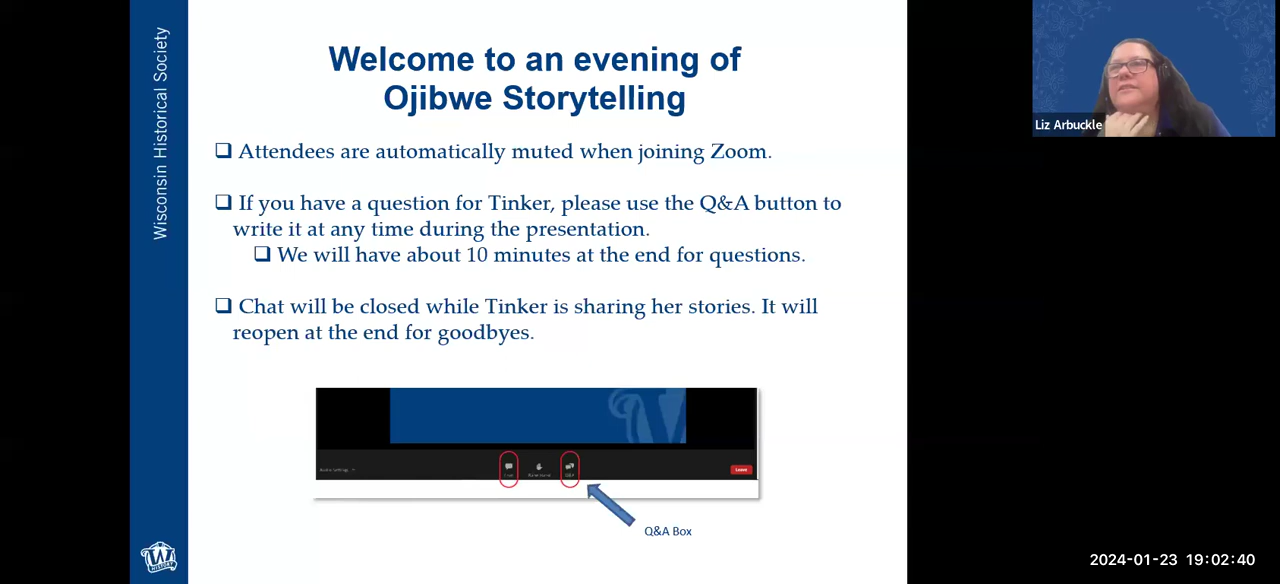 Wisconsin Historical Society
Welcome to an evening of
Ojibwe Storytelling
❑ Attendees are automatically muted when joining Zoom.
❑ If you have a question for Tinker, please use the Q&A button to
write it at any time during the presentation.
❑ We will have about 10 minutes at the end for questions.
❑ Chat will be closed while Tinker is sharing her stories. It will
reopen at the end for goodbyes.
Leave
Q&A Box
W
HISTORY
Liz Arbuckle
2024-01-23 19:02:40